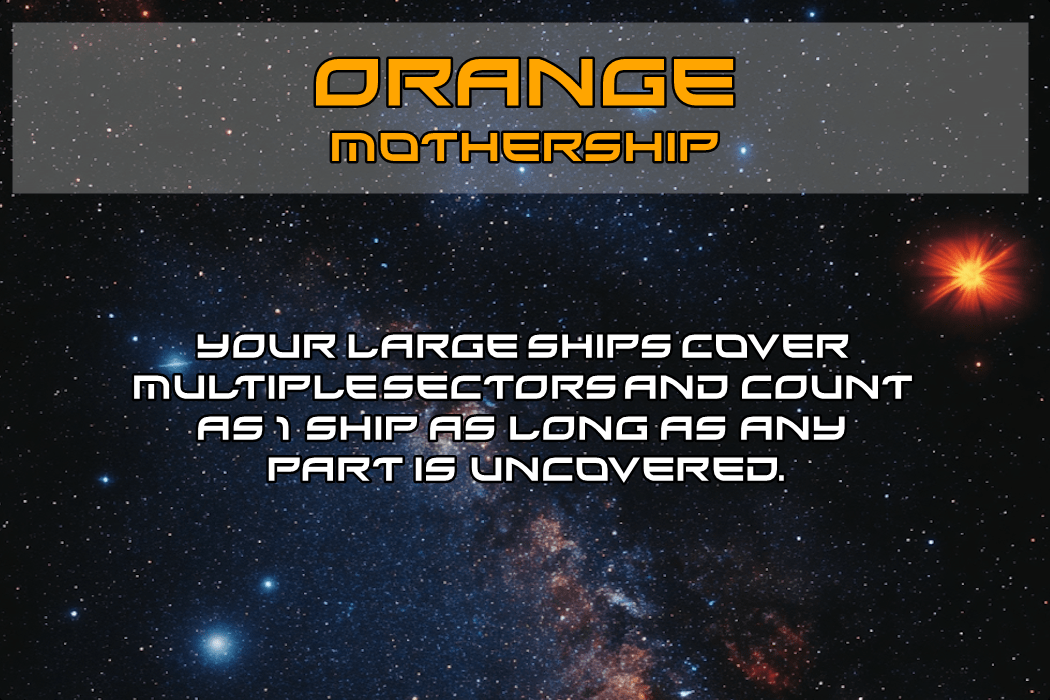 ORANGE
MOTHERSHIP
YOUR LARGE SHIPS COVER
MULTIPLE SECTORS AND COUNT
AS 1 SHIP AS LONG AS ANY
PART IS UNCOVERED.